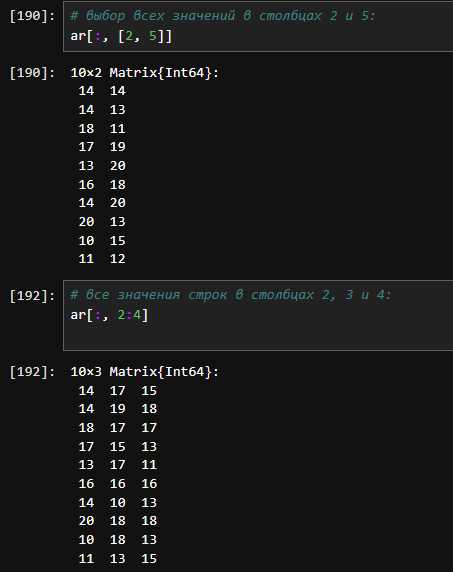 [190]: # выбор всех значений в столбцах 2 и 5:
ar[:, [2, 5]]
[190]: 10×2 Matrix{Int64}:
14 14
14 13
18 11
17 19
13 20
16 18
14 20
20 13
10 15
11 12
[192]: # все значения строк в столбцах 2, 3 и 4:
ar[:, 2:4]
[192]: 10×3 Matrix{Int64}:
14 17 15
14 19 18
18 17 17
17 15 13
13 17 11
16 16 16
14 10 13
20 18 18
10 18 13
11 13 15